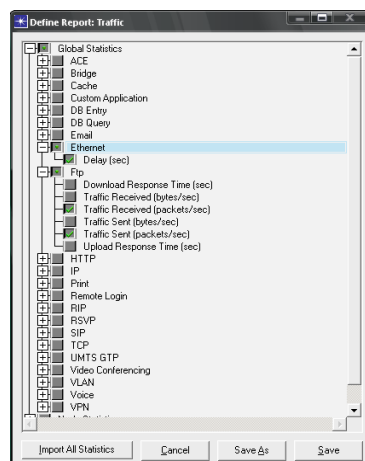 Define Report: Traffic
Global Statistics
ACE
Bridge
Cache
Custom Application
DB Entry
DB Query
Email
Ethernet
Delay (sec)
Ftp
Download Response Time (sec)
Traffic Received (bytes/sec)
Traffic Received (packets/sec)
Traffic Sent (bytes/sec)
Traffic Sent (packets/sec)
Upload Response Time (sec)
HTTP
IP
Print
Remote Login
RIP
RSVP
SIP
TCP
UMTS GTP
Video Conferencing
VLAN
Voice
VPN
Import All Statistics Cancel Save As Save